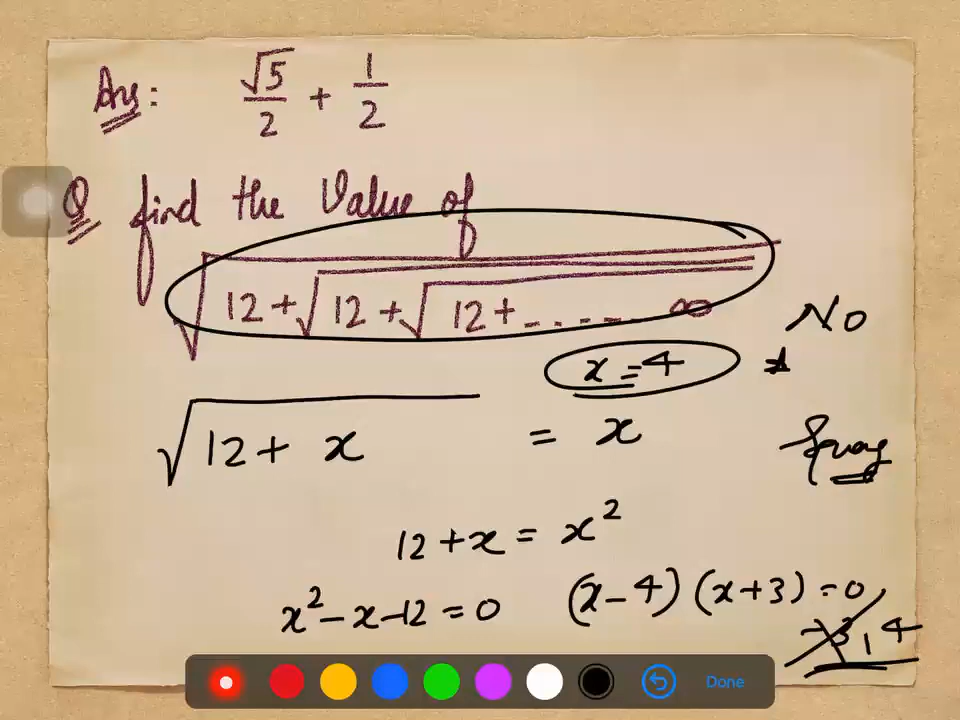 Ans: √5/2 + 1/2
Q find the Value of
√12 + √12 + √12 + - . - - - ∞
No
x = 4
√12 + x = x
12 + x = x²
x² - x - 12 = 0 (x - 4) (x + 3) = 0
-3, 4
Done